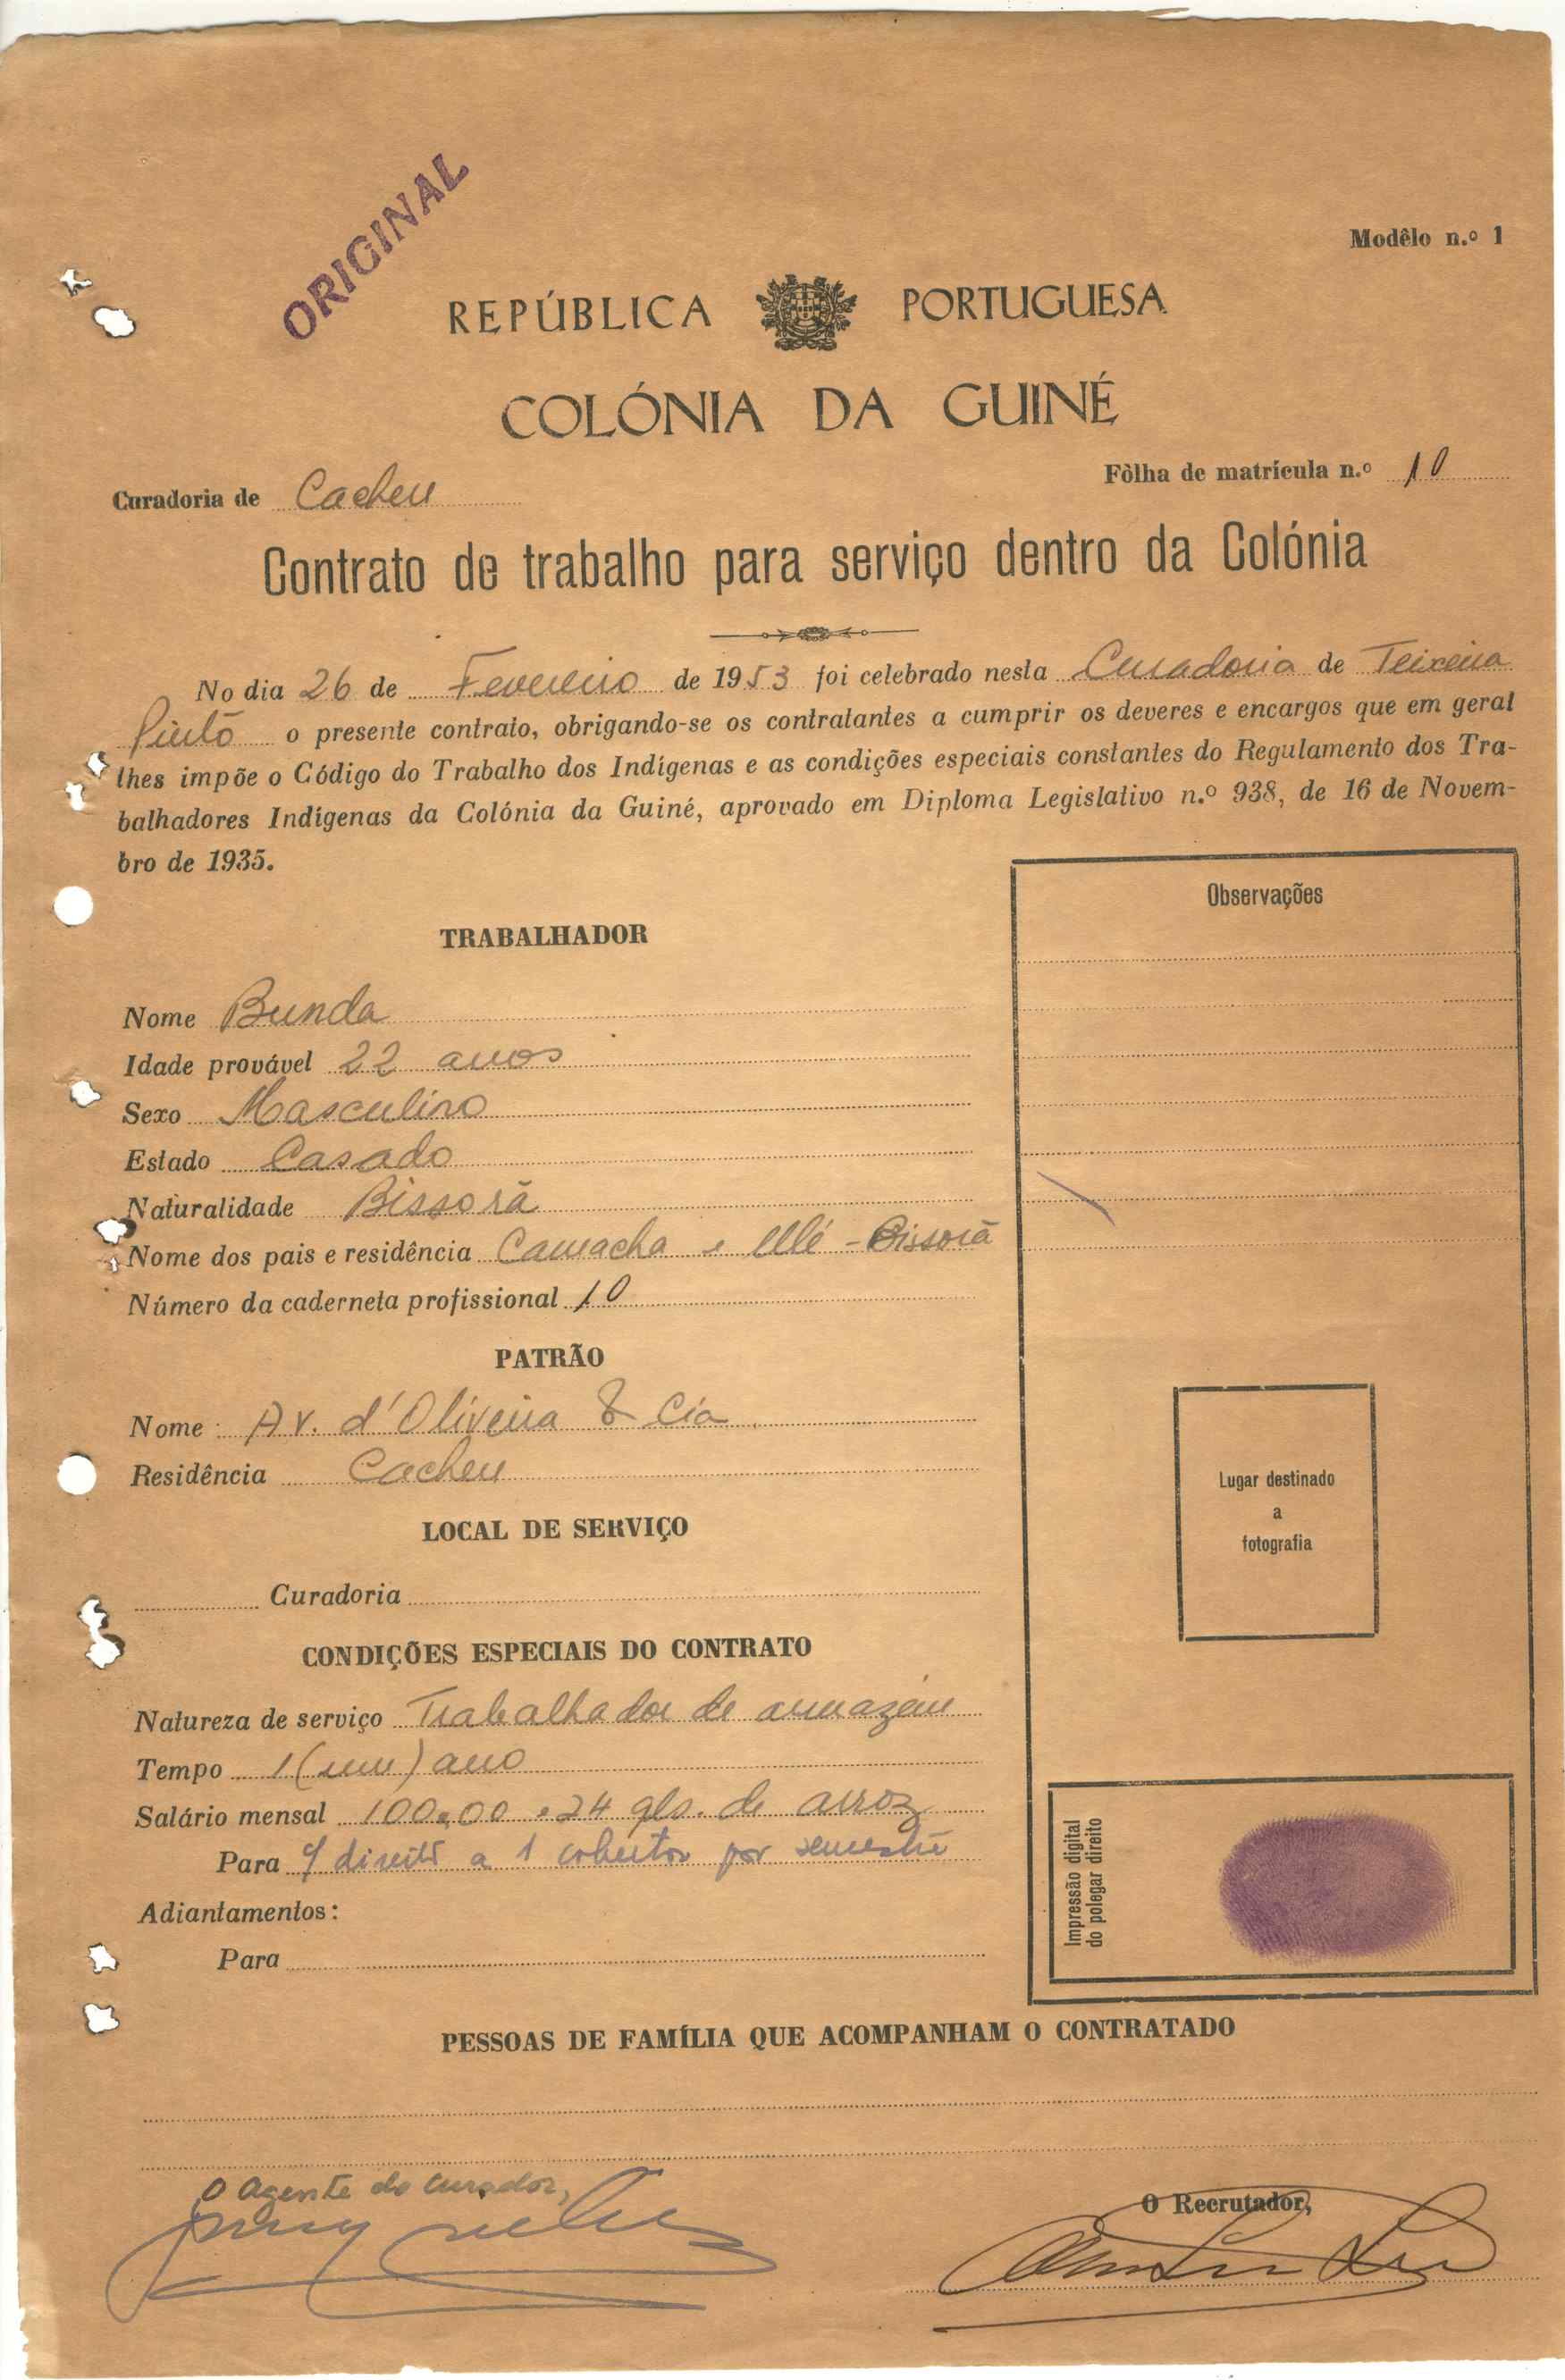 ORIGINAL
Modêlo n.º 1
REPÚBLICA PORTUGUESA
COLÓNIA DA GUINÉ
Curadoria de Cacheu
Fôlha de matrícula n.º 10
Contrato de trabalho para serviço dentro da Colónia
No dia 26 de Fevereiro de 1953 foi celebrado nesta Curadoria de Teixeira
Pinto o presente contrato, obrigando-se os contratantes a cumprir os deveres e encargos que em geral
lhes impõe o Código do Trabalho dos Indígenas e as condições especiais constantes do Regulamento dos Tra-
balhadores Indígenas da Colónia da Guiné, aprovado em Diploma Legislativo n.º 938, de 16 de Novem-
bro de 1935.
Observações
TRABALHADOR
Nome Bunda
Idade provável 22 anos
Sexo Masculino
Estado Casado
Naturalidade Bissorã
Nome dos pais e residência Camacha e - Bissorã
Número da caderneta profissional 10
PATRÃO
Nome Av. d'Oliveira & Cia.
Residência Cacheu
Lugar destinado
a
fotografia
LOCAL DE SERVIÇO
Curadoria
CONDIÇÕES ESPECIAIS DO CONTRATO
Natureza de serviço Trabalhador de armazém
Tempo 1 (um) ano
Salário mensal 100,00 e 24 qls. de arroz
Para direito a 1 cobertor por semestre
Adiantamentos:
Para
Impressão digital
do polegar direito
PESSOAS DE FAMÍLIA QUE ACOMPANHAM O CONTRATADO
O Agente do Curador,
O Recrutador,